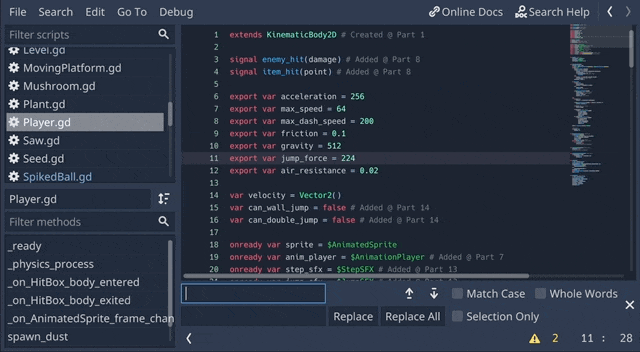 File Search Edit Go To Debug Online Docs Search Help
Filter scripts
Level.gd
MovingPlatform.gd
Mushroom.gd
Plant.gd
Player.gd
Saw.gd
Seed.gd
SpikedBall.gd
Player.gd
Filter methods
_ready
_physics_process
_on_HitBox_body_entered
_on_HitBox_body_exited
_on_AnimatedSprite_frame_chan
spawn_dust
1 extends KinematicBody2D # Created @ Part 1
2
3 signal enemy_hit(damage) # Added @ Part 8
4 signal item_hit(point) # Added @ Part 8
5
6 export var acceleration = 256
7 export var max_speed = 64
8 export var max_dash_speed = 200
9 export var friction = 0.1
10 export var gravity = 512
11 export var jump_force = 224
12 export var air_resistance = 0.02
13
14 var velocity = Vector2()
15 var can_wall_jump = false # Added @ Part 14
16 var can_double_jump = false # Added @ Part 14
17
18 onready var sprite = $AnimatedSprite
19 onready var anim_player = $AnimationPlayer # Added @ Part 7
20 onready var step_sfx = $StepSFX # Added @ Part 13
Match Case Whole Words
Replace Replace All Selection Only
2 11 : 28